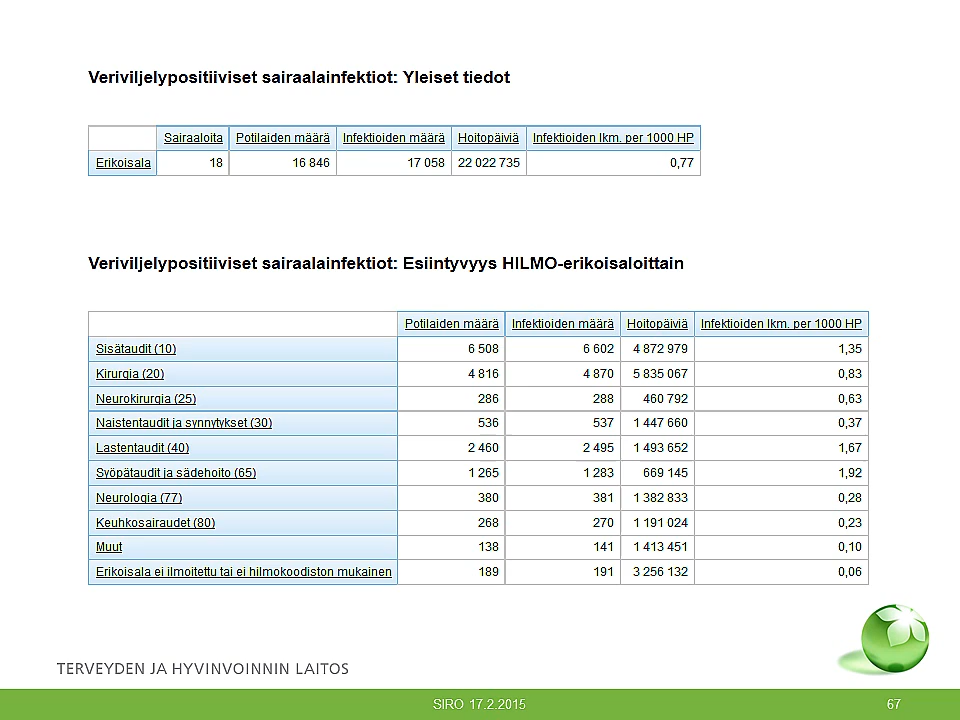 Veriviljelypositiiviset sairaalainfektiot: Yleiset tiedot
Sairaaloita Potilaiden määrä Infektioiden määrä Hoitopäiviä Infektioiden lkm. per 1000 HP
Erikoisala 18 16 846 17 058 22 022 735 0,77
Veriviljelypositiiviset sairaalainfektiot: Esiintyvyys HILMO-erikoisaloittain
Potilaiden määrä Infektioiden määrä Hoitopäiviä Infektioiden lkm. per 1000 HP
Sisätaudit (10) 6 508 6 602 4 872 979 1,35
Kirurgia (20) 4 816 4 870 5 835 067 0,83
Neurokirurgia (25) 286 288 460 792 0,63
Naistentaudit ja synnytykset (30) 536 537 1 447 660 0,37
Lastentaudit (40) 2 460 2 495 1 493 652 1,67
Syöpätaudit ja sädehoito (65) 1 265 1 283 669 145 1,92
Neurologia (77) 380 381 1 382 833 0,28
Keuhkosairaudet (80) 268 270 1 191 024 0,23
Muut 138 141 1 413 451 0,10
Erikoisala ei ilmoitettu tai ei hilmokoodiston mukainen 189 191 3 256 132 0,06
TERVEYDEN JA HYVINVOINNIN LAITOS
SIRO 17.2.2015 67